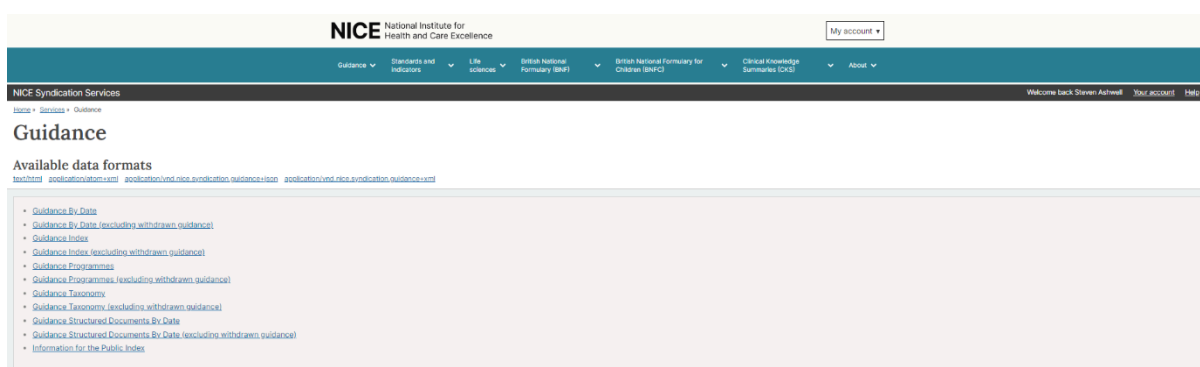 NICE National Institute for Health and Care Excellence
My account ▾
Guidance
Standards and indicators
Life sciences
British National Formulary (BNF)
British National Formulary for Children (BNFC)
Clinical Knowledge Summaries (CKS)
About
NICE Syndication Services
Welcome back Steven Ashwell Your account Help
Home › Services › Guidance
Guidance
Available data formats
text/html application/atom+xml application/vnd.nice.syndication.guidance+json application/vnd.nice.syndication.guidance+xml
• Guidance By Date
• Guidance By Date (excluding withdrawn guidance)
• Guidance Index
• Guidance Index (excluding withdrawn guidance)
• Guidance Programmes
• Guidance Programmes (excluding withdrawn guidance)
• Guidance Taxonomy
• Guidance Taxonomy (excluding withdrawn guidance)
• Guidance Structured Documents By Date
• Guidance Structured Documents By Date (excluding withdrawn guidance)
• Information for the Public Index